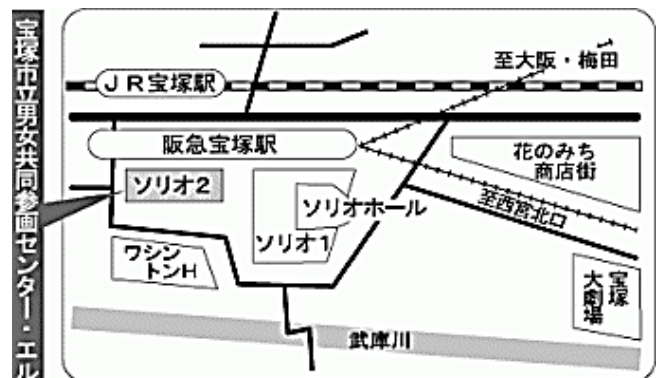 宝塚市立男女共同参画センター・エル
至大阪・梅田
JR宝塚駅
阪急宝塚駅
花のみち
商店街
ソリオ2
ソリオホール
至西宮北口
ソリオ1
ワシン
トンH
宝塚
大劇場
武庫川